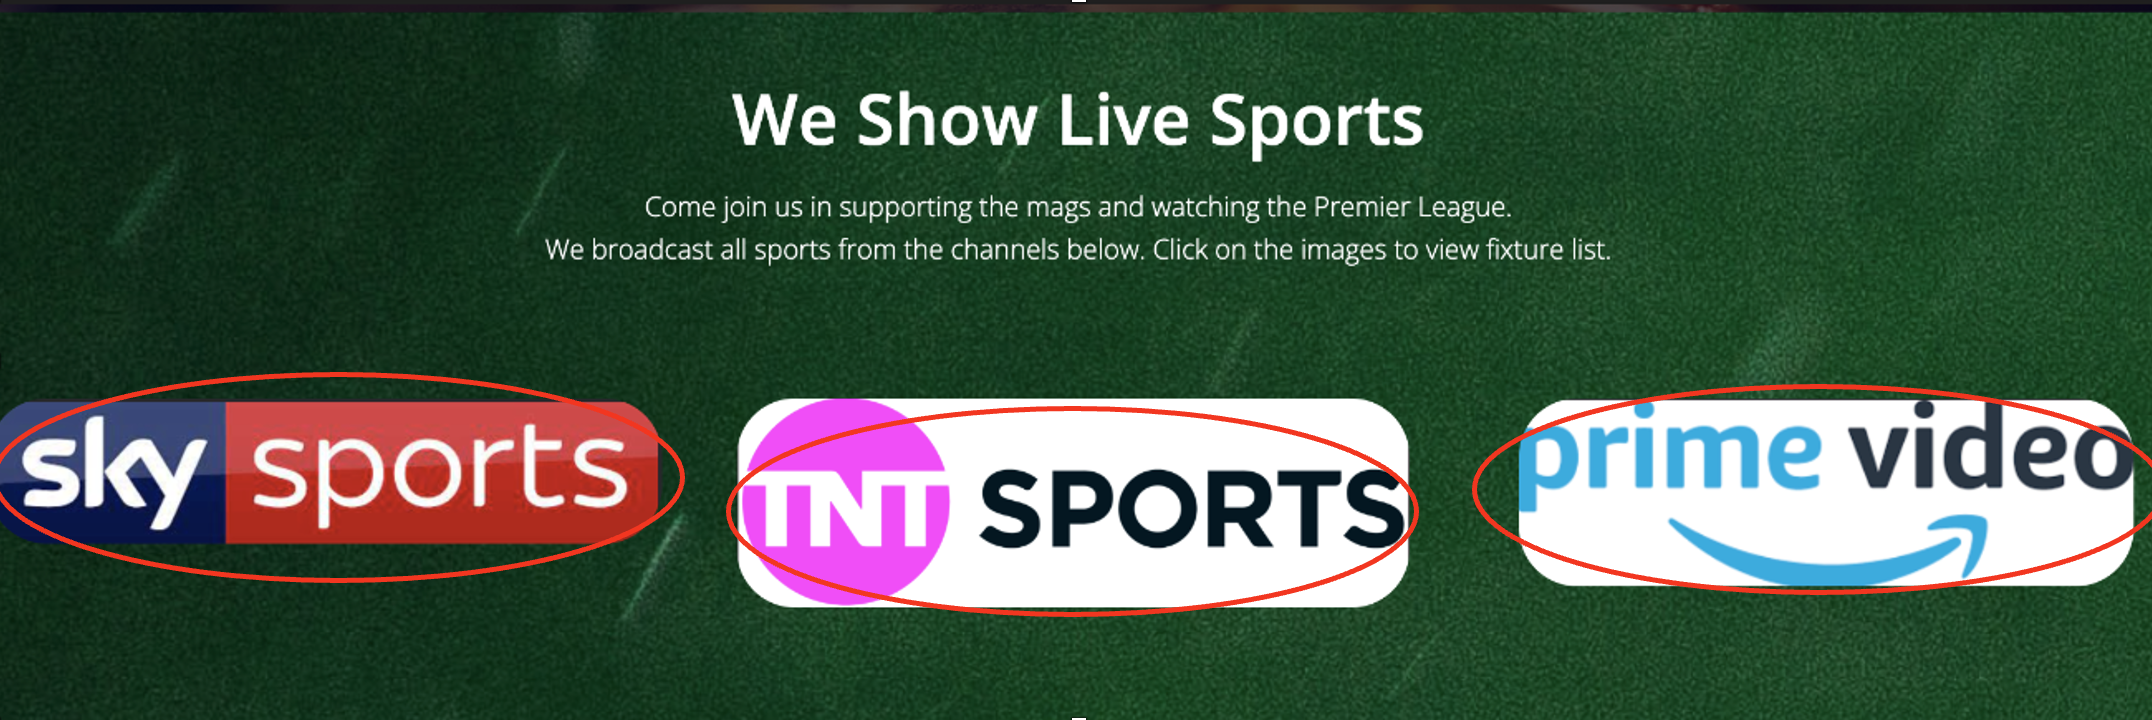 We Show Live Sports
Come join us in supporting the mags and watching the Premier League.
We broadcast all sports from the channels below. Click on the images to view fixture list.
sky sports
TNT SPORTS
prime video